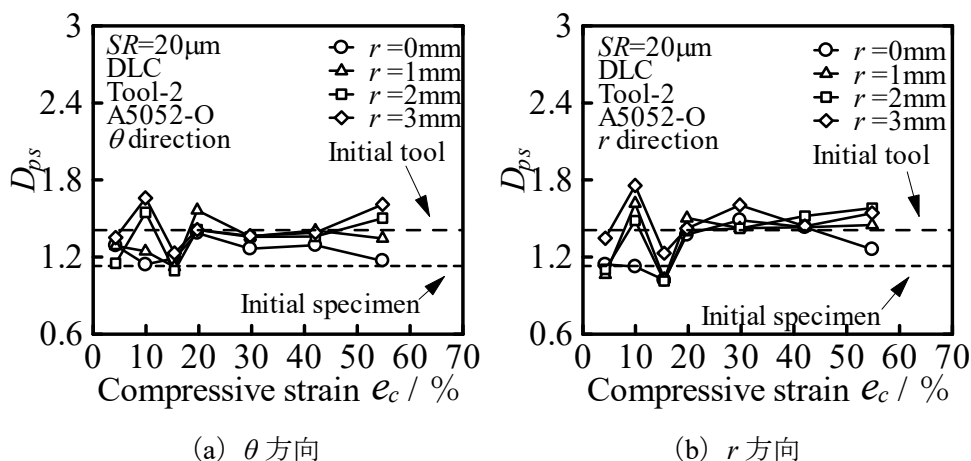 3
2.4
1.8
1.2
0.6
D_ps
SR=20μm
DLC
Tool-2
A5052-O
θ direction
r =0mm
r =1mm
r =2mm
r =3mm
Initial tool
Initial specimen
0 10 20 30 40 50 60 70
Compressive strain e_c / %
(a) θ 方向
3
2.4
1.8
1.2
0.6
D_ps
SR=20μm
DLC
Tool-2
A5052-O
r direction
r =0mm
r =1mm
r =2mm
r =3mm
Initial tool
Initial specimen
0 10 20 30 40 50 60 70
Compressive strain e_c / %
(b) r 方向